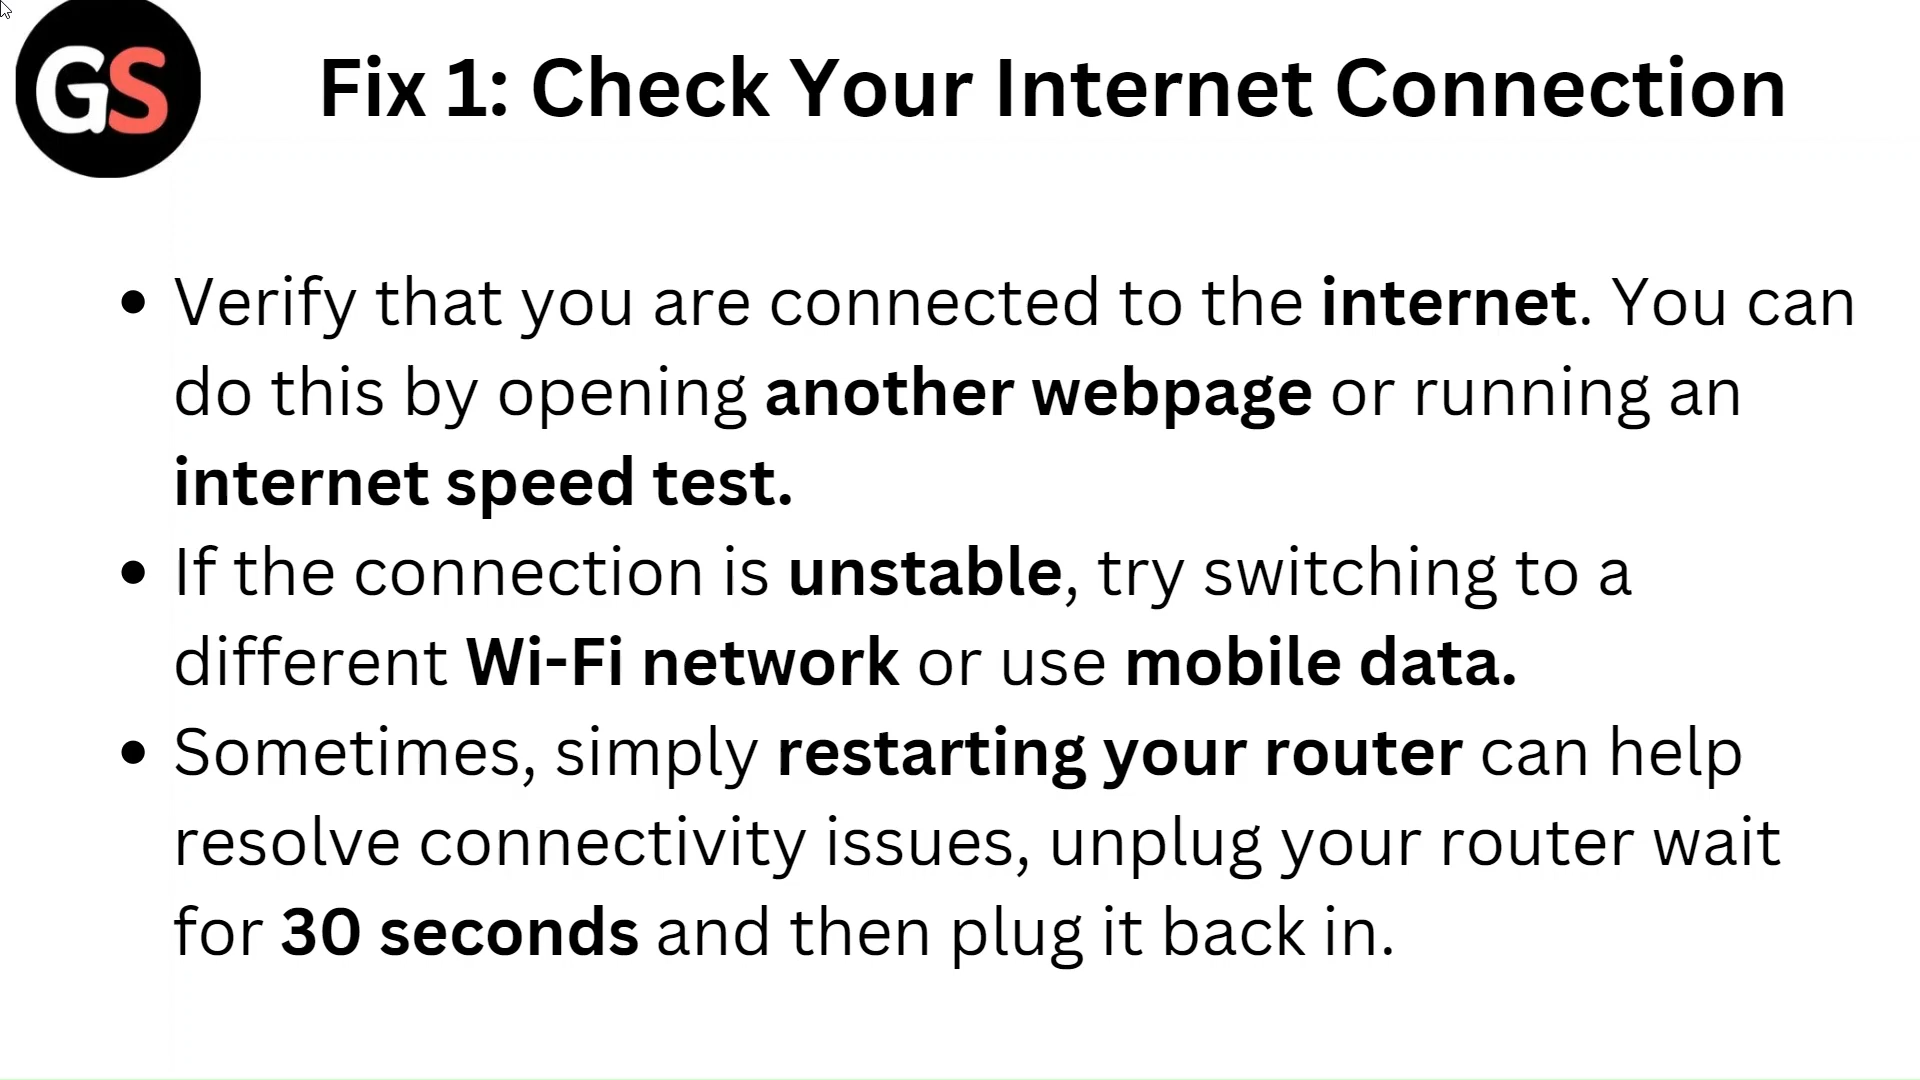 GS
Fix 1: Check Your Internet Connection
• Verify that you are connected to the internet. You can
do this by opening another webpage or running an
internet speed test.
• If the connection is unstable, try switching to a
different Wi-Fi network or use mobile data.
• Sometimes, simply restarting your router can help
resolve connectivity issues, unplug your router wait
for 30 seconds and then plug it back in.